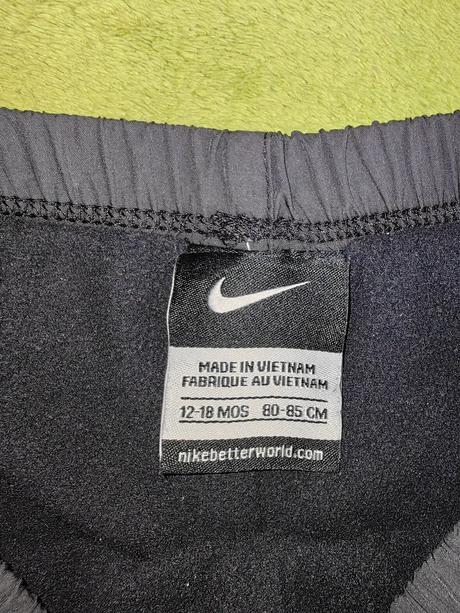 MADE IN VIETNAM
FABRIQUE AU VIETNAM
12-18 MOS 80-85 CM
nikebetterworld.com